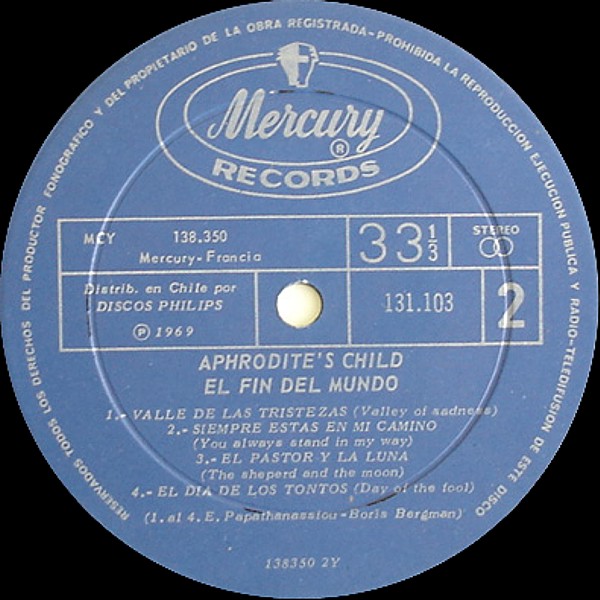 RESERVADOS TODOS LOS DERECHOS DEL PRODUCTOR FONOGRAFICO Y DEL PROPIETARIO DE LA OBRA REGISTRADA-PROHIBIDA LA REPRODUCCION EJECUCION PUBLICA Y RADIO-TELEDIFUSION DE ESTE DISCO
Mercury ®
RECORDS
MCY 138.350
Mercury-Francia
33 1/3
STEREO
Distrib. en Chile por
DISCOS PHILIPS
℗ 1969
131.103
2
APHRODITE'S CHILD
EL FIN DEL MUNDO
1.- VALLE DE LAS TRISTEZAS (Valley of sadness)
2.- SIEMPRE ESTAS EN MI CAMINO
(You always stand in my way)
3.- EL PASTOR Y LA LUNA
(The sheperd and the moon)
4.- EL DIA DE LOS TONTOS (Day of the fool)
(1. al 4. E. Papathanassiou-Boris Bergman)
138350 2Y